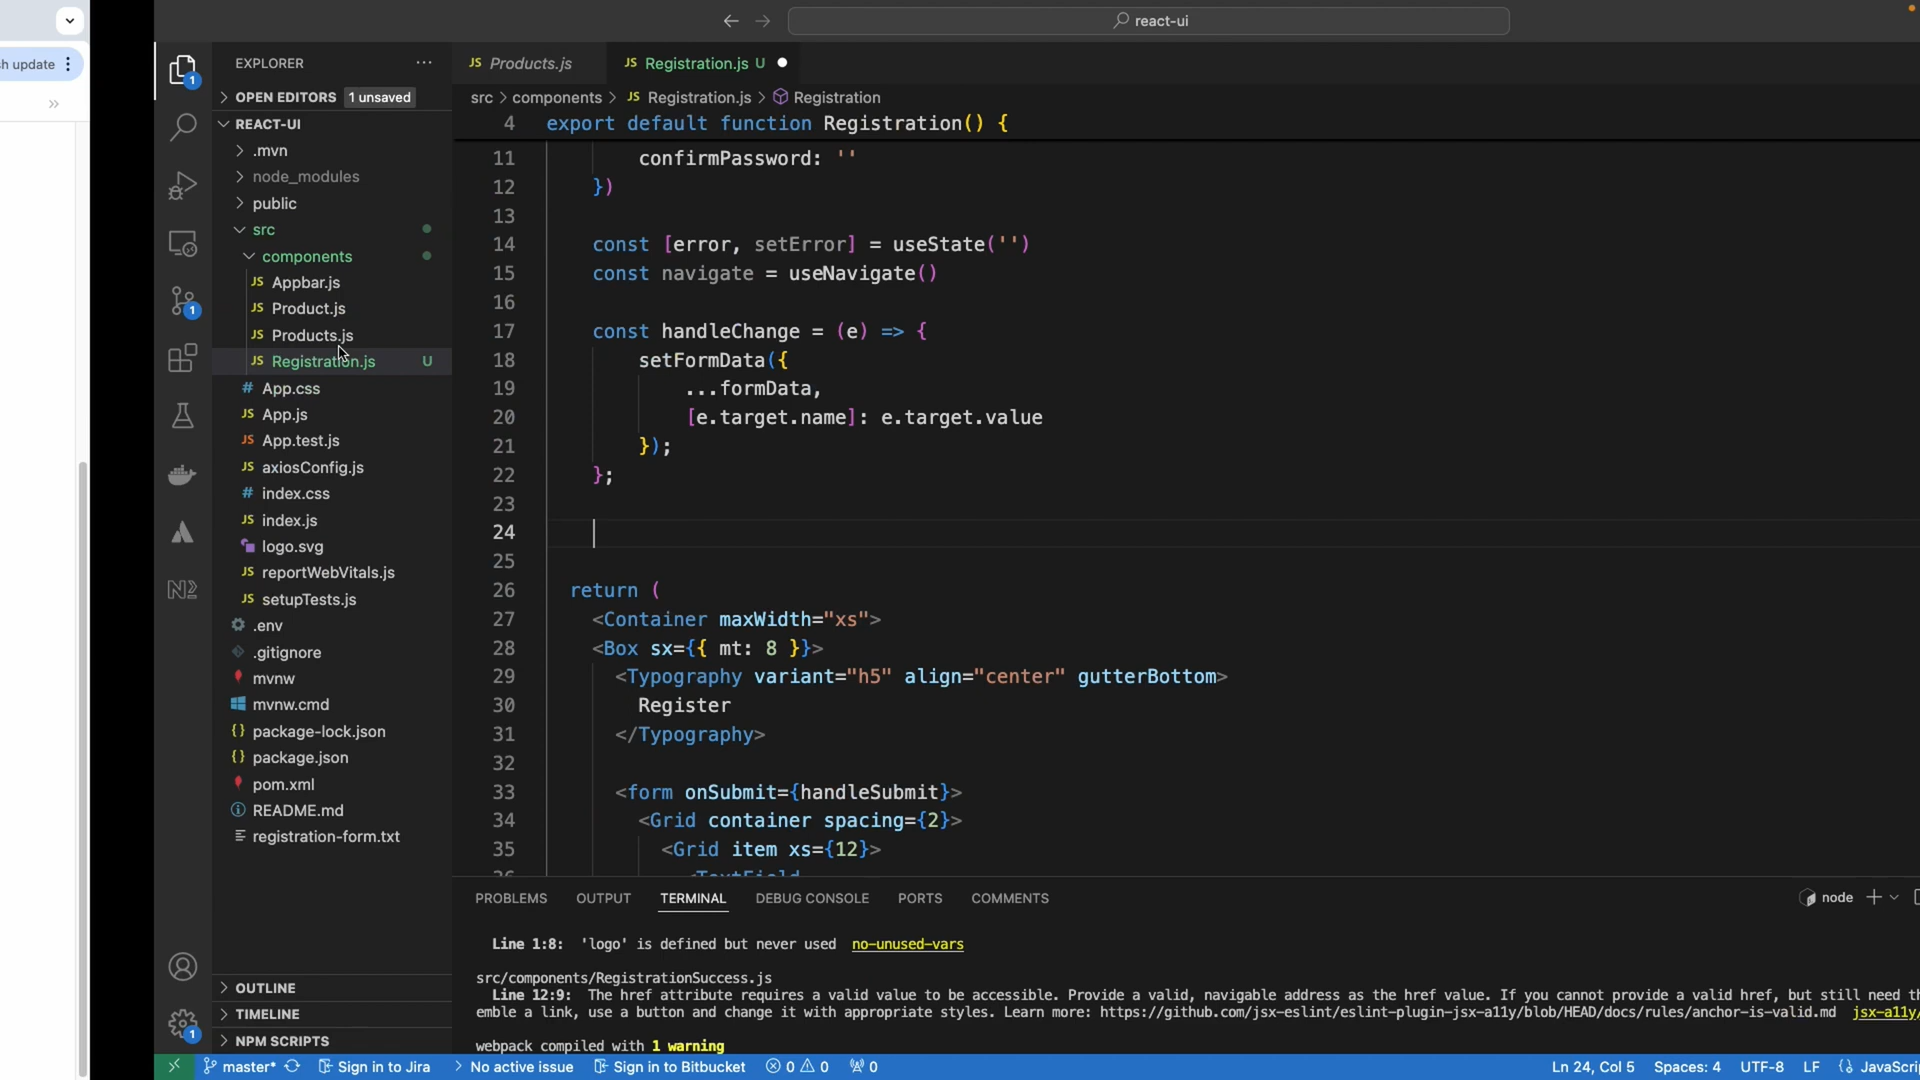 sh update
react-ui
EXPLORER
OPEN EDITORS 1 unsaved
REACT-UI
.mvn
node_modules
public
src
components
JS Appbar.js
JS Product.js
JS Products.js
JS Registration.js U
# App.css
JS App.js
JS App.test.js
JS axiosConfig.js
# index.css
JS index.js
logo.svg
JS reportWebVitals.js
JS setupTests.js
.env
.gitignore
mvnw
mvnw.cmd
{} package-lock.json
{} package.json
pom.xml
README.md
registration-form.txt
OUTLINE
TIMELINE
NPM SCRIPTS
1
1
1
JS Products.js
JS Registration.js U
src > components > JS Registration.js > Registration
4 export default function Registration() {
11 confirmPassword: ''
12 })
13
14 const [error, setError] = useState('')
15 const navigate = useNavigate()
16
17 const handleChange = (e) => {
18 setFormData({
19 ...formData,
20 [e.target.name]: e.target.value
21 });
22 };
23
24
25
26 return (
27 <Container maxWidth="xs">
28 <Box sx={{ mt: 8 }}>
29 <Typography variant="h5" align="center" gutterBottom>
30 Register
31 </Typography>
32
33 <form onSubmit={handleSubmit}>
34 <Grid container spacing={2}>
35 <Grid item xs={12}>
36 <TextField
PROBLEMS OUTPUT TERMINAL DEBUG CONSOLE PORTS COMMENTS
node
Line 1:8: 'logo' is defined but never used no-unused-vars
src/components/RegistrationSuccess.js
Line 12:9: The href attribute requires a valid value to be accessible. Provide a valid, navigable address as the href value. If you cannot provide a valid href, but still need th
emble a link, use a button and change it with appropriate styles. Learn more: https://github.com/jsx-eslint/eslint-plugin-jsx-a11y/blob/HEAD/docs/rules/anchor-is-valid.md jsx-a11y/
webpack compiled with 1 warning
master* Sign in to Jira No active issue Sign in to Bitbucket 0 0 0 Ln 24, Col 5 Spaces: 4 UTF-8 LF {} JavaScri